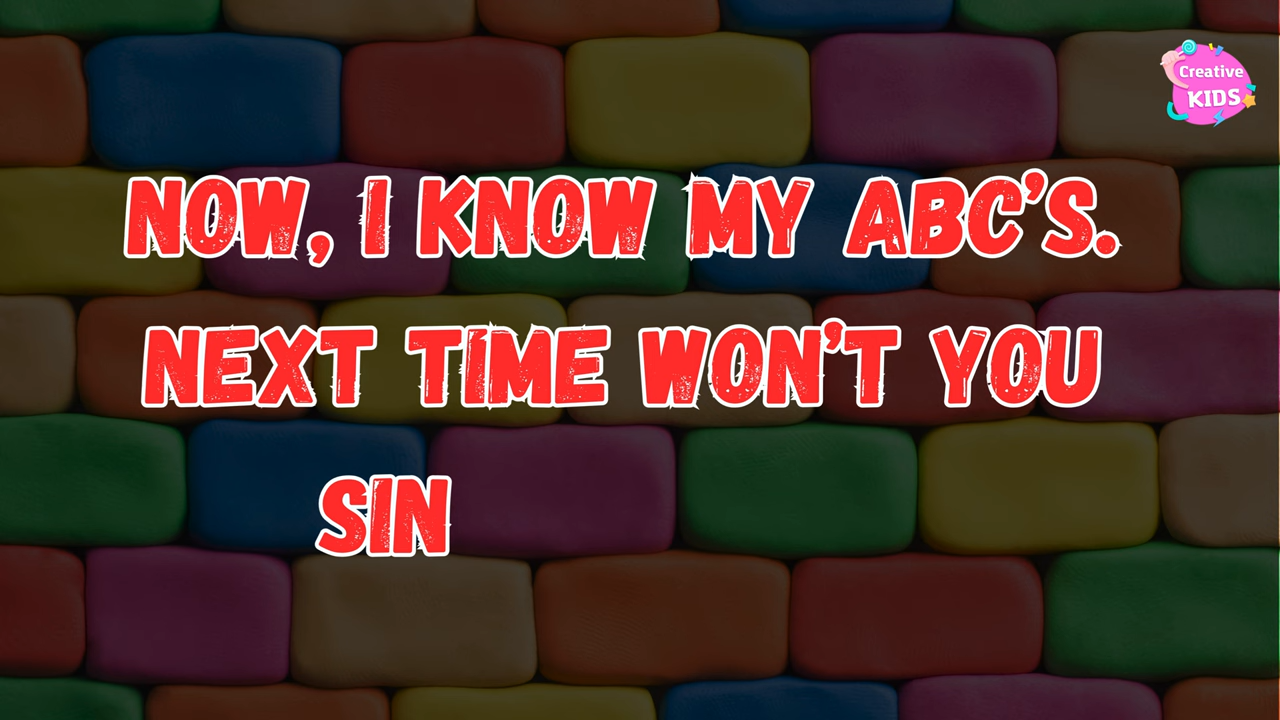 Creative
KIDS
NOW, I KNOW MY ABC'S.
NEXT TIME WON'T YOU
SIN